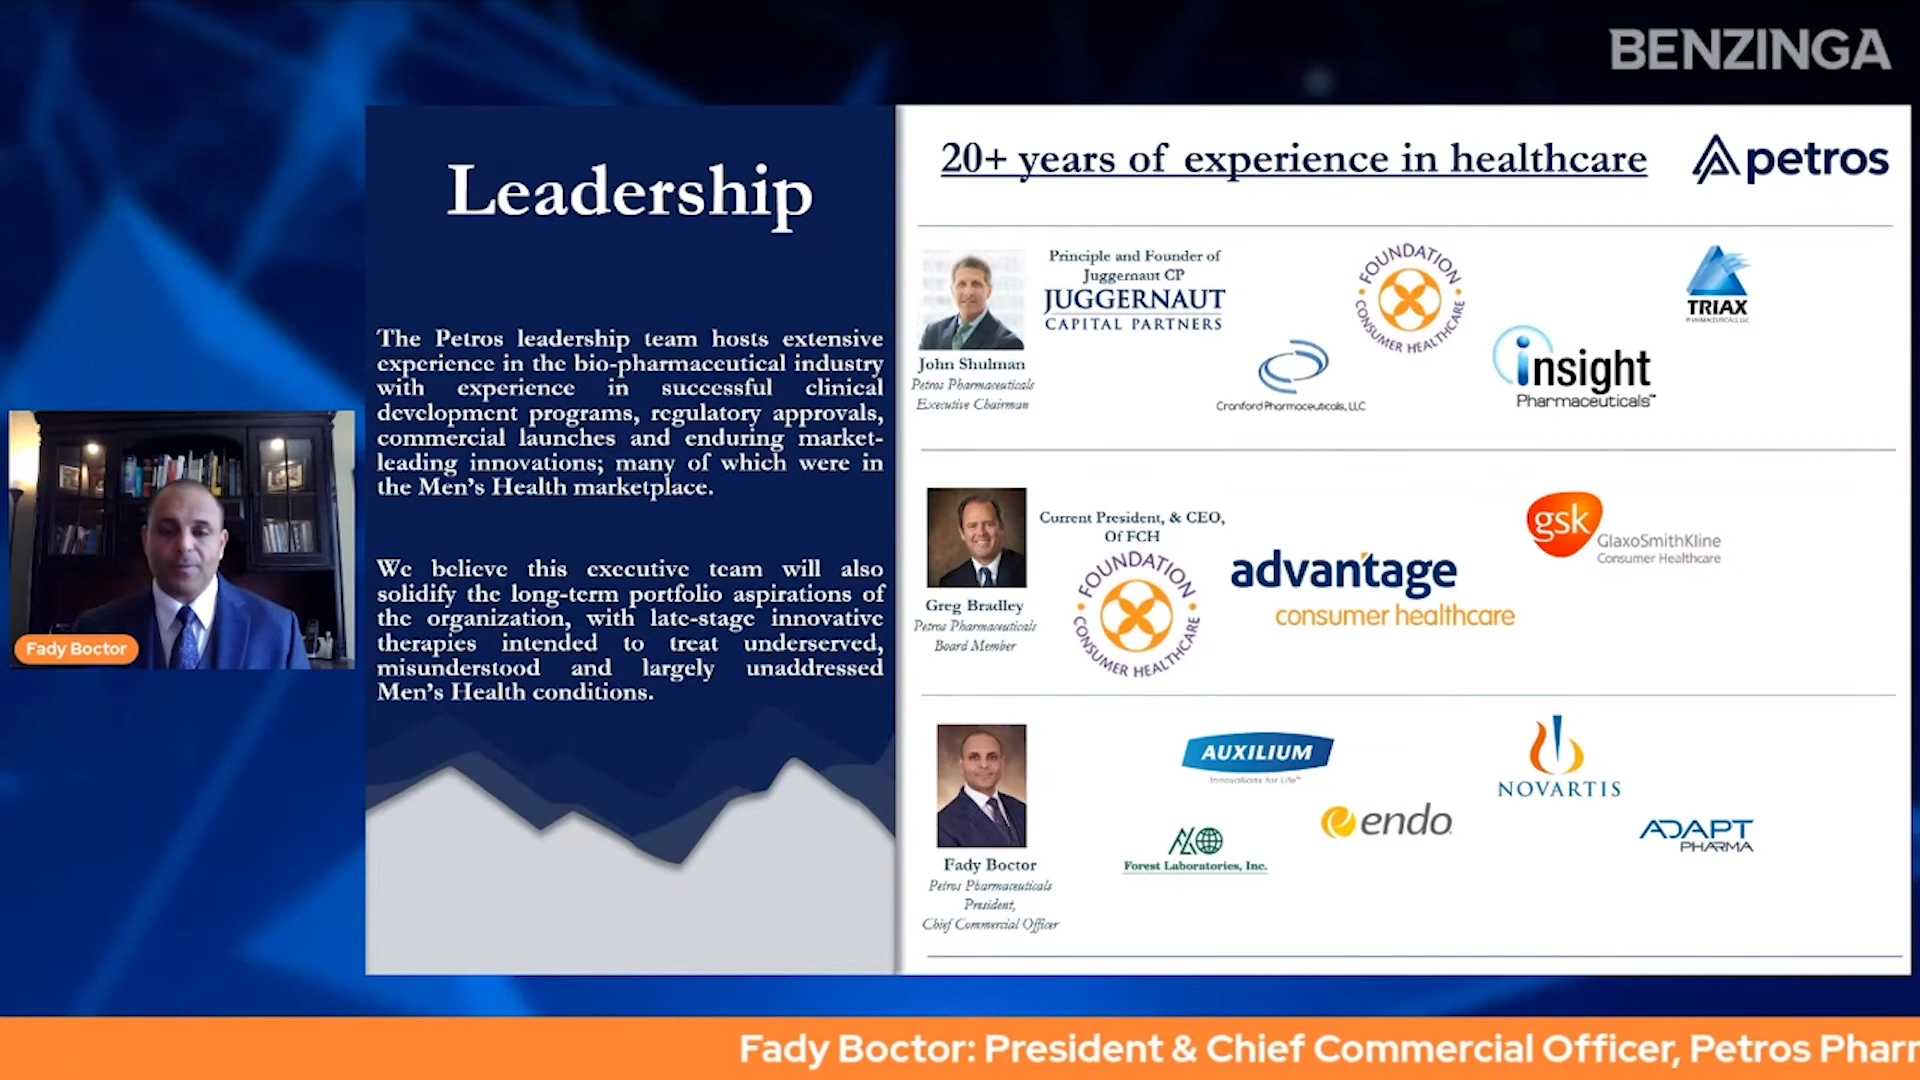 BENZINGA
Leadership
The Petros leadership team hosts extensive
experience in the bio-pharmaceutical industry
with experience in successful clinical
development programs, regulatory approvals,
commercial launches and enduring market-
leading innovations; many of which were in
the Men's Health marketplace.
We believe this executive team will also
solidify the long-term portfolio aspirations of
the organization, with late-stage innovative
therapies intended to treat underserved,
misunderstood and largely unaddressed
Men's Health conditions.
Fady Boctor
20+ years of experience in healthcare
petros
John Shulman
Petros Pharmaceuticals
Executive Chairman
Principle and Founder of
Juggernaut CP
JUGGERNAUT
CAPITAL PARTNERS
Cranford Pharmaceuticals, LLC
FOUNDATION
CONSUMER HEALTHCARE
insight
Pharmaceuticals™
TRIAX
PHARMACEUTICALS, LLC
Greg Bradley
Petros Pharmaceuticals
Board Member
Current President, & CEO,
Of FCH
FOUNDATION
CONSUMER HEALTHCARE
advantage
consumer healthcare
gsk
GlaxoSmithKline
Consumer Healthcare
Fady Boctor
Petros Pharmaceuticals
President,
Chief Commercial Officer
AUXILIUM
Innovations for Life™
Forest Laboratories, Inc.
endo
NOVARTIS
ADAPT
PHARMA
Fady Boctor: President & Chief Commercial Officer, Petros Pharm